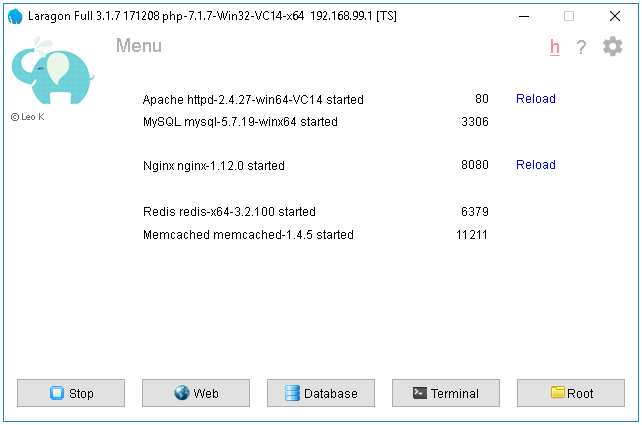 Laragon Full 3.1.7 171208 php-7.1.7-Win32-VC14-x64 192.168.99.1 [TS]
Menu h ?
© Leo K
Apache httpd-2.4.27-win64-VC14 started 80 Reload
MySQL mysql-5.7.19-winx64 started 3306
Nginx nginx-1.12.0 started 8080 Reload
Redis redis-x64-3.2.100 started 6379
Memcached memcached-1.4.5 started 11211
Stop Web Database Terminal Root